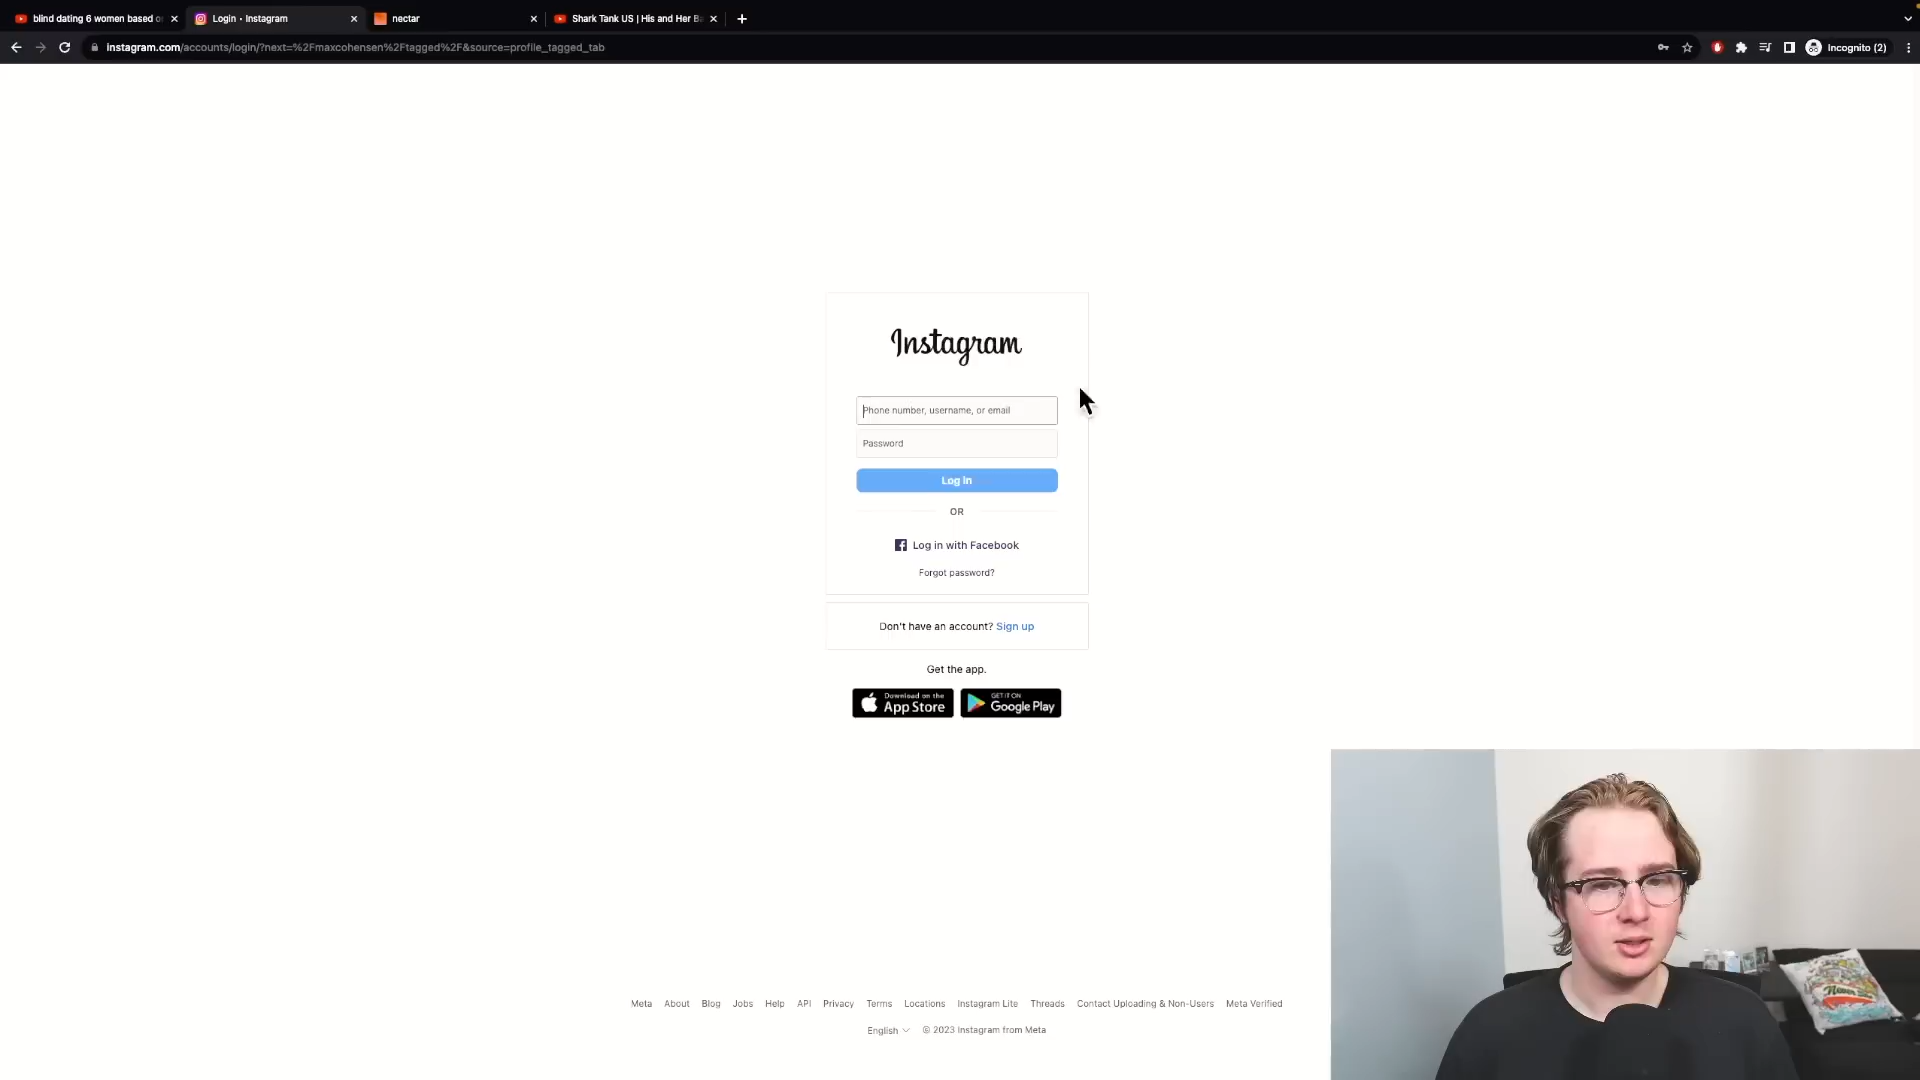 blind dating 6 women based o
Login • Instagram
nectar
Shark Tank US | His and Her Ba
instagram.com/accounts/login/?next=%2Fmaxcohensen%2Ftagged%2F&source=profile_tagged_tab
Incognito (2)
Instagram
Phone number, username, or email
Password
Log in
OR
Log in with Facebook
Forgot password?
Don't have an account? Sign up
Get the app.
Download on the App Store
GET IT ON Google Play
Meta About Blog Jobs Help API Privacy Terms Locations Instagram Lite Threads Contact Uploading & Non-Users Meta Verified
English © 2023 Instagram from Meta